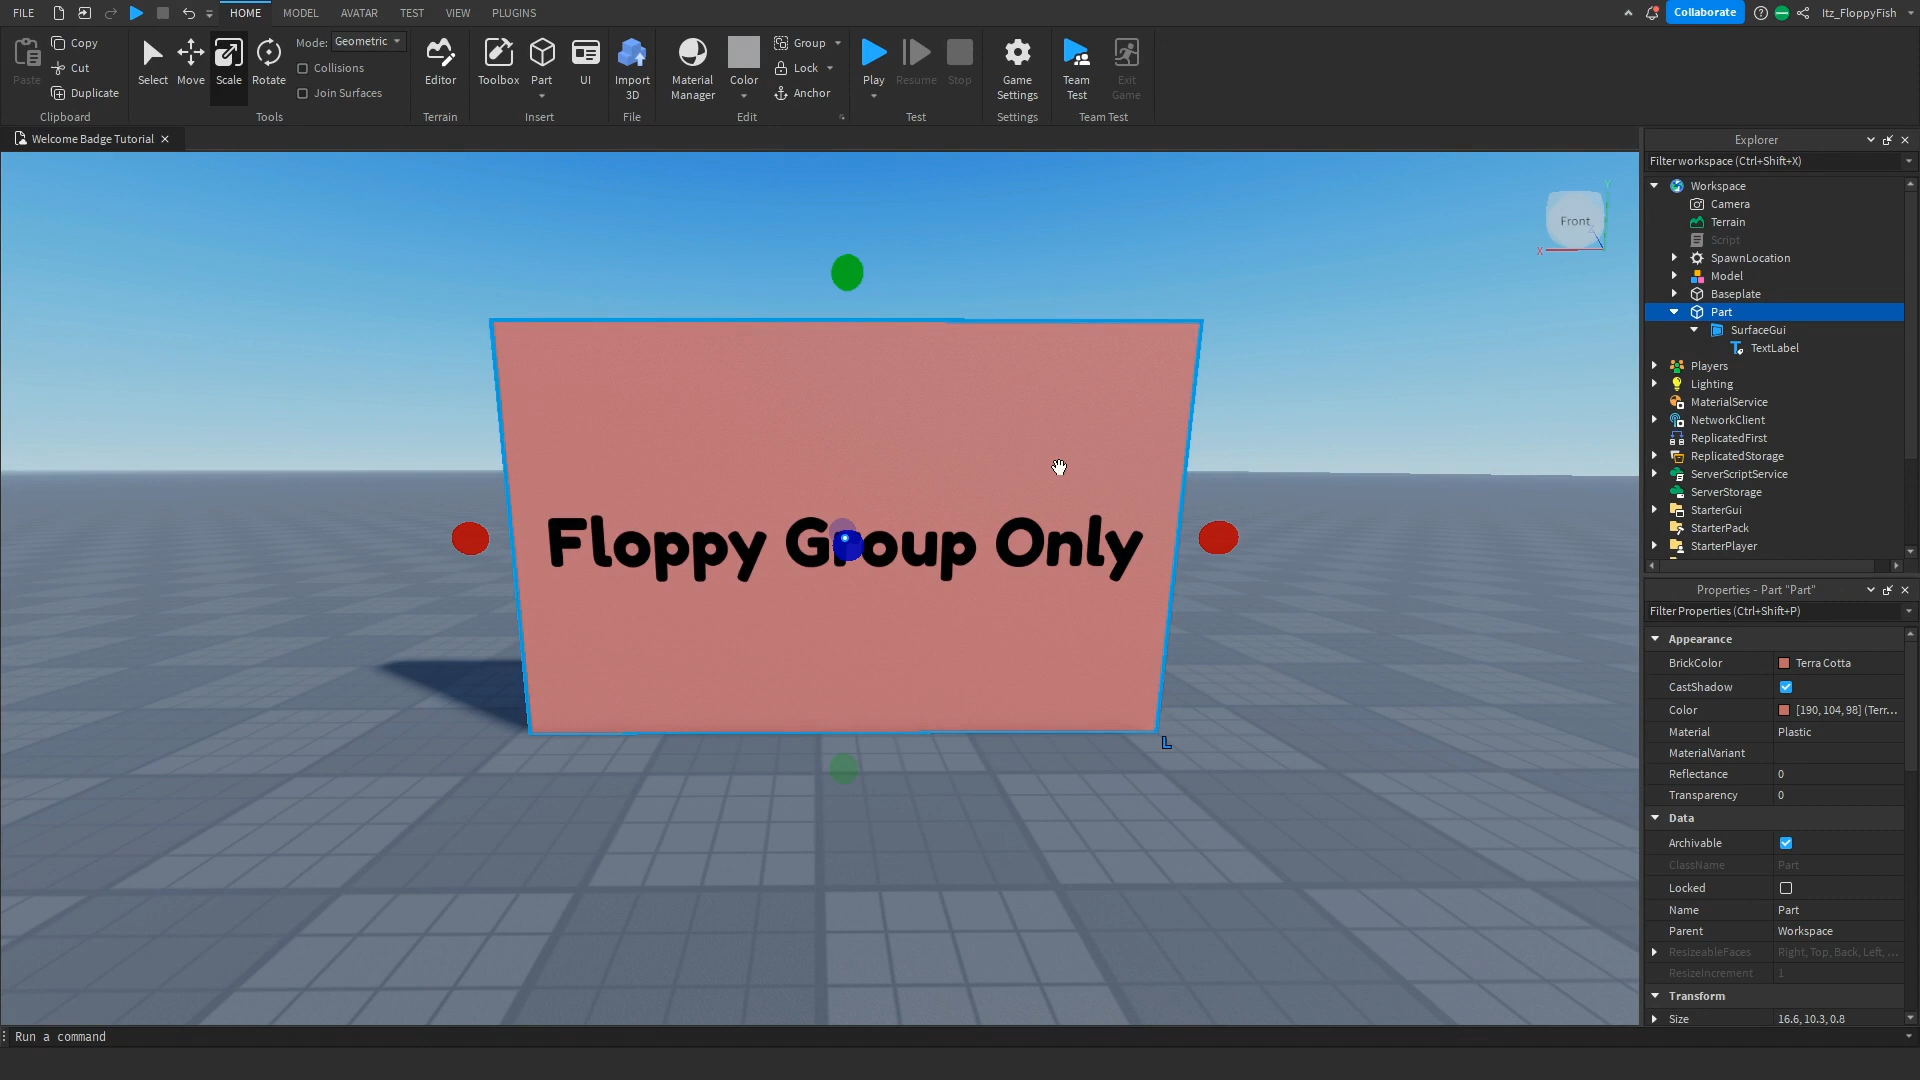 FILE HOME MODEL AVATAR TEST VIEW PLUGINS Collaborate Itz_FloppyFish
Paste Copy Cut Duplicate Clipboard
Select Move Scale Rotate Mode: Geometric Collisions Join Surfaces Tools
Editor Terrain
Toolbox Part UI Insert
Import 3D File
Material Manager Color Group Lock Anchor Edit
Play Resume Stop Test
Game Settings Settings
Team Test Exit Game Team Test
Welcome Badge Tutorial
Front
X
Floppy Group Only
L
Explorer
Filter workspace (Ctrl+Shift+X)
Workspace
Camera
Terrain
Script
SpawnLocation
Model
Baseplate
Part
SurfaceGui
TextLabel
Players
Lighting
MaterialService
NetworkClient
ReplicatedFirst
ReplicatedStorage
ServerScriptService
ServerStorage
StarterGui
StarterPack
StarterPlayer
Properties - Part "Part"
Filter Properties (Ctrl+Shift+P)
Appearance
BrickColor Terra Cotta
CastShadow
Color [190, 104, 98] (Terr...
Material Plastic
MaterialVariant
Reflectance 0
Transparency 0
Data
Archivable
ClassName Part
Locked
Name Part
Parent Workspace
ResizeableFaces Right, Top, Back, Left, ...
ResizeIncrement 1
Transform
Size 16.6, 10.3, 0.8
Run a command